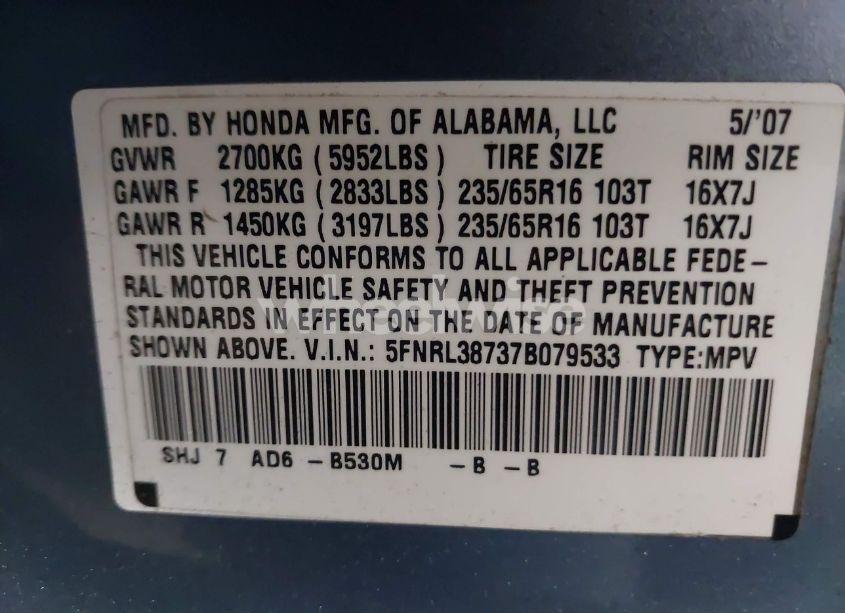 MFD. BY HONDA MFG. OF ALABAMA, LLC 5/'07
GVWR 2700KG (5952LBS) TIRE SIZE RIM SIZE
GAWR F 1285KG (2833LBS) 235/65R16 103T 16X7J
GAWR R 1450KG (3197LBS) 235/65R16 103T 16X7J
THIS VEHICLE CONFORMS TO ALL APPLICABLE FEDE-
RAL MOTOR VEHICLE SAFETY AND THEFT PREVENTION
STANDARDS IN EFFECT ON THE DATE OF MANUFACTURE
SHOWN ABOVE. V.I.N.: 5FNRL38737B079533 TYPE:MPV
SHJ 7 AD6 -B530M -B -B
WheelWire